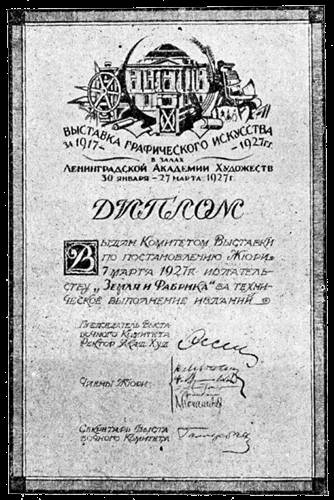 ВЫСТАВКА ГРАФИЧЕСКОГО ИСКУССТВА
ЗА 1917– –1927 гг.
В ЗАЛАХ
ЛЕНИНГРАДСКОЙ АКАДЕМИИ ХУДОЖЕСТВ
30 ЯНВАРЯ – 27 МАРТА 1927 г.
ДИПЛОМ
ВЫДАН КОМИТЕТОМ ВЫСТАВКИ
ПО ПОСТАНОВЛЕНИЮ ЖЮРИ
7 МАРТА 1927 г. ИЗДАТЕЛЬ-
СТВУ „ЗЕМЛЯ И ФАБРИКА" ЗА ТЕХНИ-
ЧЕСКОЕ ВЫПОЛНЕНИЕ ИЗДАНИЙ
ПРЕДСЕДАТЕЛЬ ВЫСТА
ВОЧНОГО КОМИТЕТА
РЕКТОР АКАД. ХУД.
ЧЛЕНЫ ЖЮРИ:
СЕКРЕТАРЬ ВЫСТА
ВОЧНОГО КОМИТЕТА